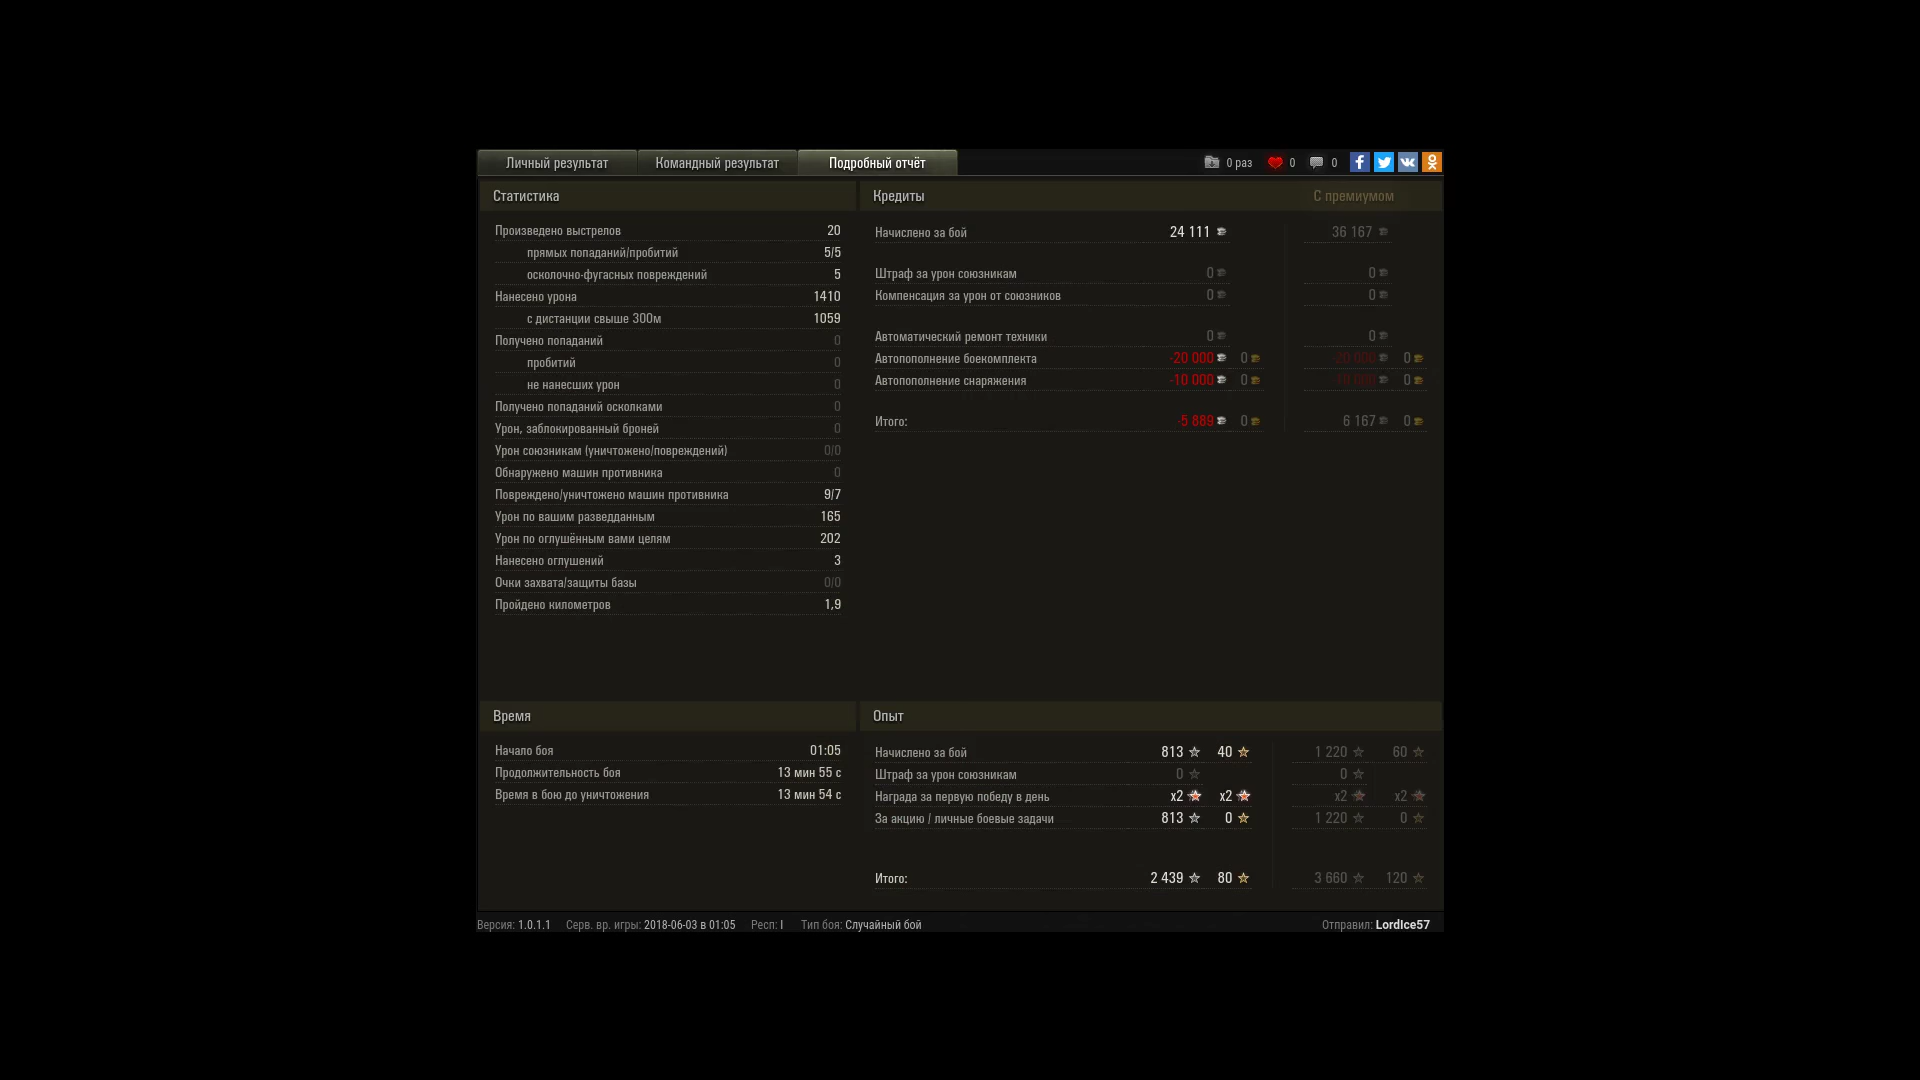 Личный результат Командный результат Подробный отчёт 0 раз 0 0
Статистика
Произведено выстрелов 20
прямых попаданий/пробитий 5/5
осколочно-фугасных повреждений 5
Нанесено урона 1410
с дистанции свыше 300м 1059
Получено попаданий 0
пробитий 0
не нанесших урон 0
Получено попаданий осколками 0
Урон, заблокированный броней 0
Урон союзникам (уничтожено/повреждений) 0/0
Обнаружено машин противника 0
Повреждено/уничтожено машин противника 9/7
Урон по вашим разведданным 165
Урон по оглушённым вами целям 202
Нанесено оглушений 3
Очки захвата/защиты базы 0/0
Пройдено километров 1,9
Кредиты С премиумом
Начислено за бой 24 111 36 167
Штраф за урон союзникам 0 0
Компенсация за урон от союзников 0 0
Автоматический ремонт техники 0 0
Автопополнение боекомплекта -20 000 0 -20 000 0
Автопополнение снаряжения -10 000 0 -10 000 0
Итого: -5 889 0 6 167 0
Время
Начало боя 01:05
Продолжительность боя 13 мин 55 с
Время в бою до уничтожения 13 мин 54 с
Опыт
Начислено за бой 813 40 1 220 60
Штраф за урон союзникам 0 0
Награда за первую победу в день x2 x2 x2 x2
За акцию / личные боевые задачи 813 0 1 220 0
Итого: 2 439 80 3 660 120
Версия: 1.0.1.1 Серв. вр. игры: 2018-06-03 в 01:05 Респ: I Тип боя: Случайный бой Отправил: LordIce57